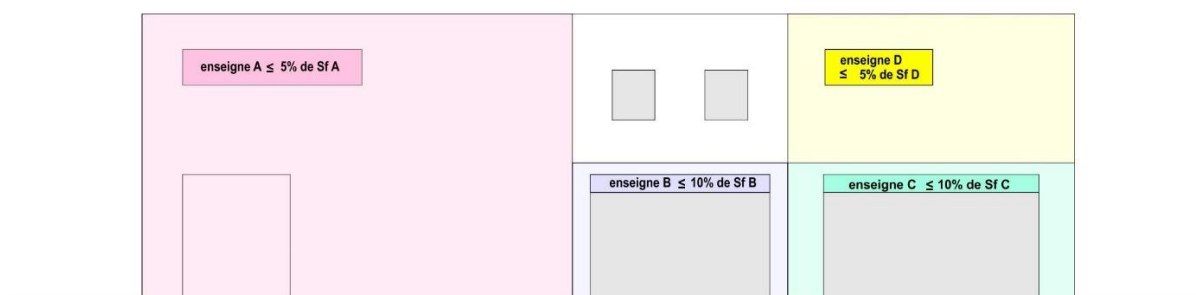 enseigne A ≤ 5% de Sf A
enseigne D
≤ 5% de Sf D
enseigne B ≤ 10% de Sf B
enseigne C ≤ 10% de Sf C